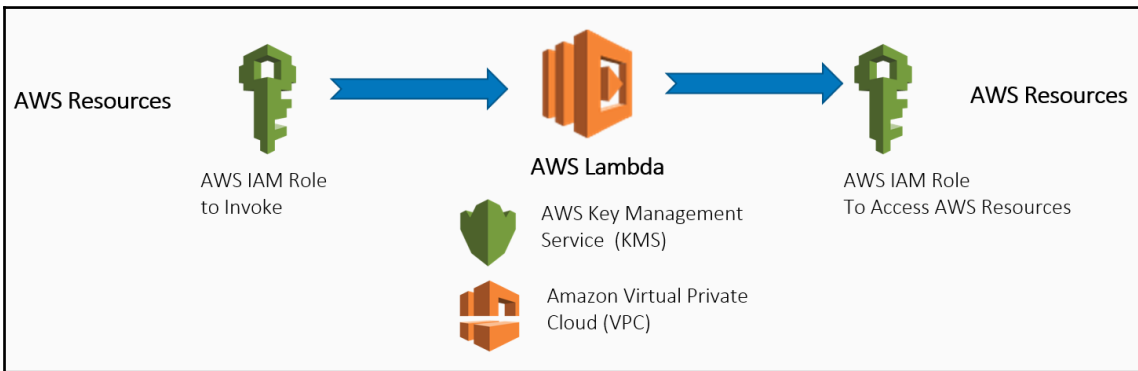 AWS Resources
AWS IAM Role
to Invoke
AWS Lambda
AWS Key Management
Service (KMS)
Amazon Virtual Private
Cloud (VPC)
AWS Resources
AWS IAM Role
To Access AWS Resources